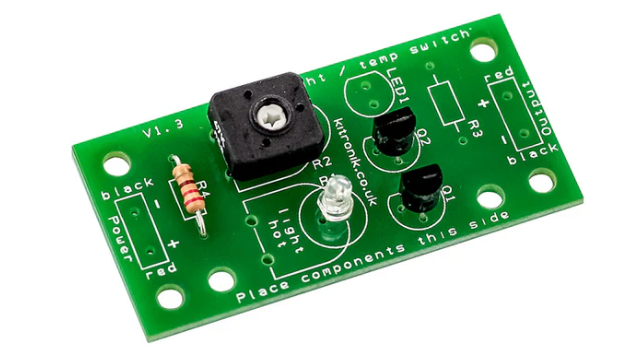 ht / temp switch
V1.3
LED1
red
+
Output
-
black
R3
Q2
kitronik.co.uk
R2
R4
Q1
black
-
Power
+
red
light
hot
Place components this side